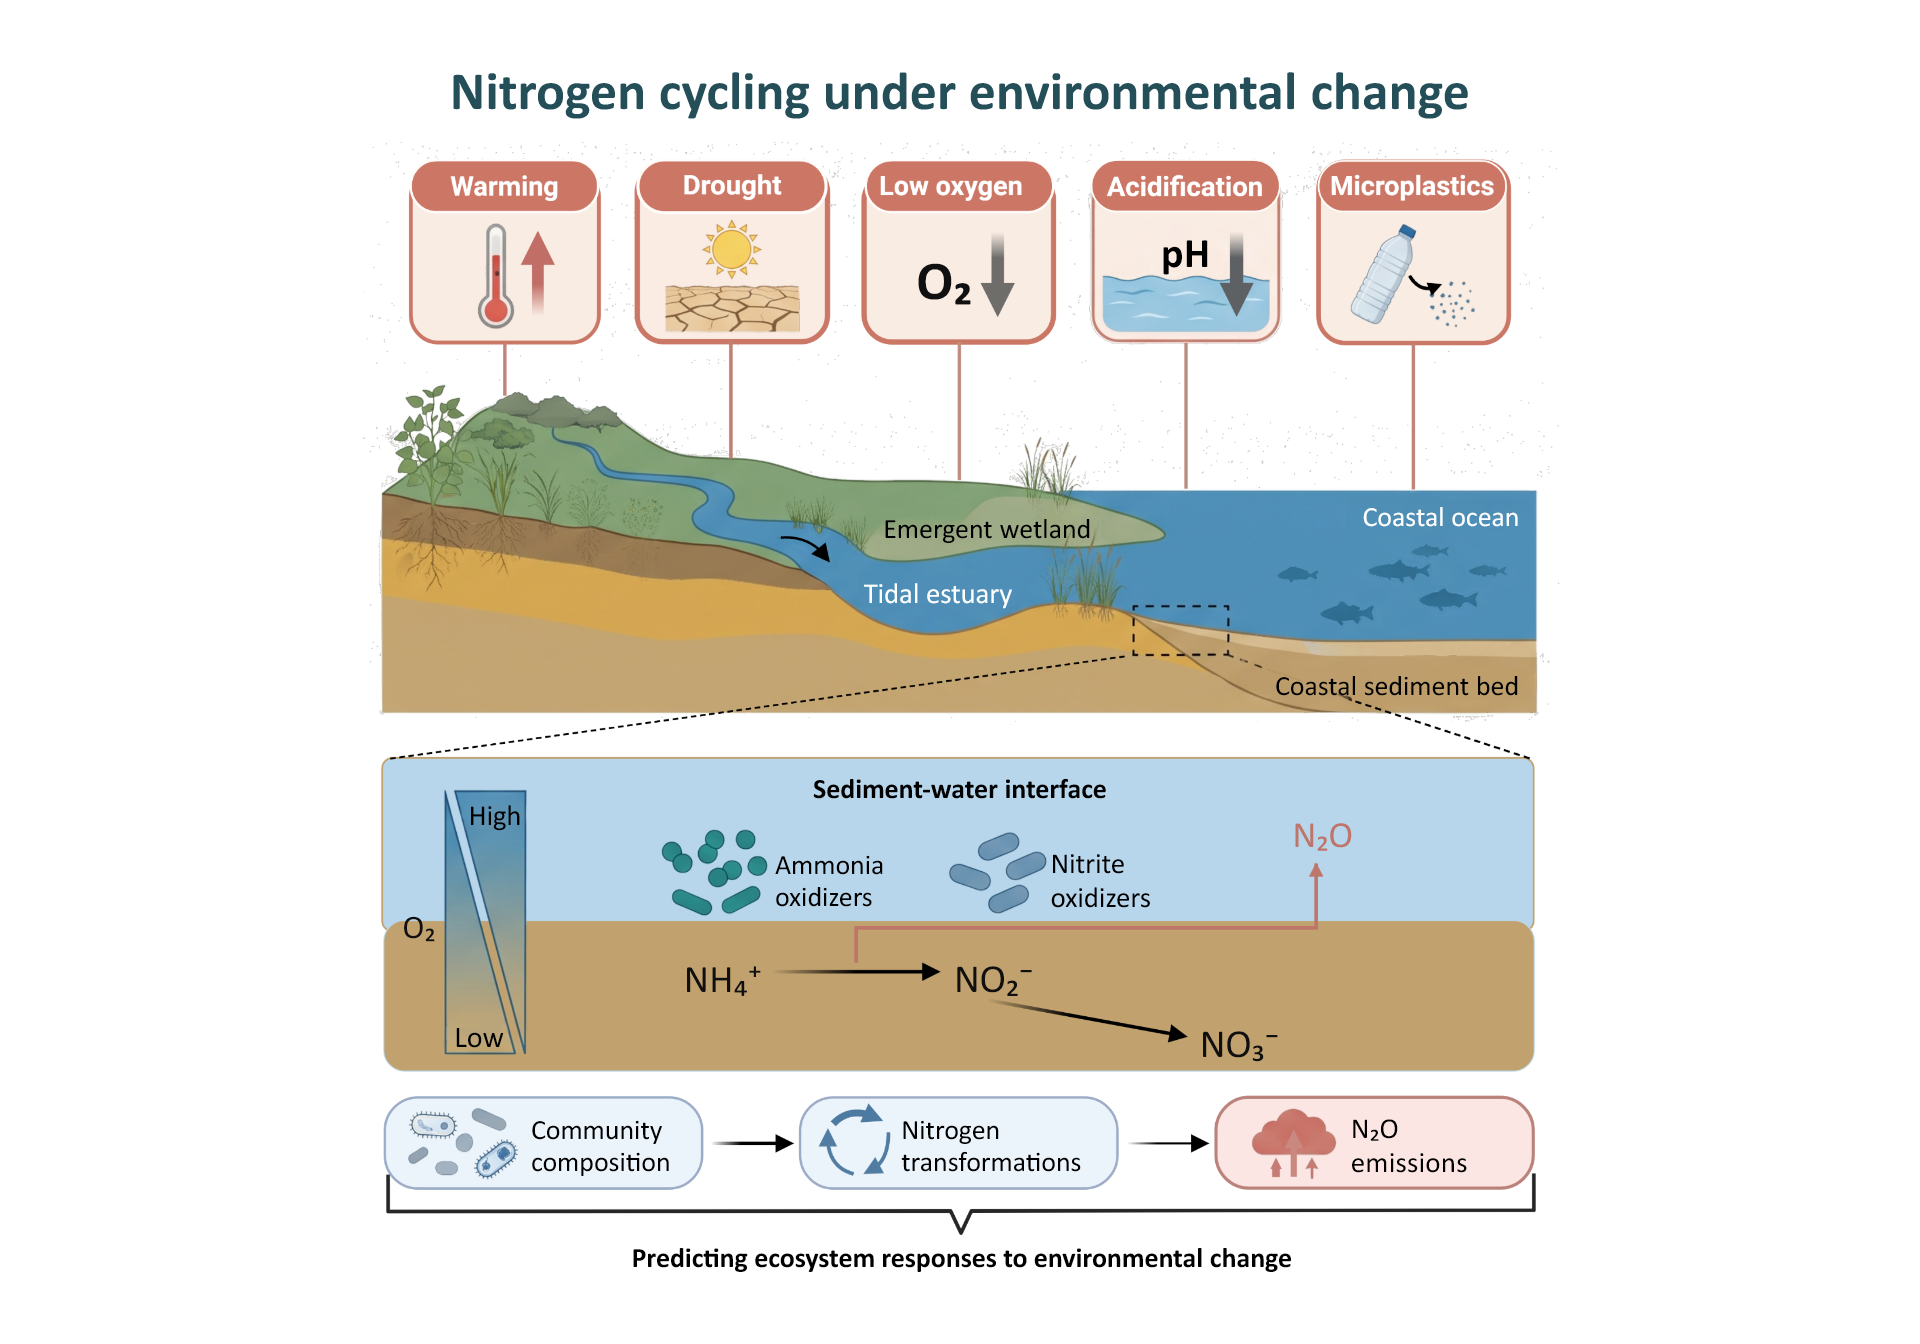 Nitrogen cycling under environmental change
Warming
Drought
Low oxygen
Acidification
Microplastics
O₂
pH
Emergent wetland
Coastal ocean
Tidal estuary
Coastal sediment bed
Sediment-water interface
High
Ammonia
oxidizers
Nitrite
oxidizers
N₂O
O₂
NH₄⁺
NO₂⁻
Low
NO₃⁻
Community
composition
Nitrogen
transformations
N₂O
emissions
Predicting ecosystem responses to environmental change